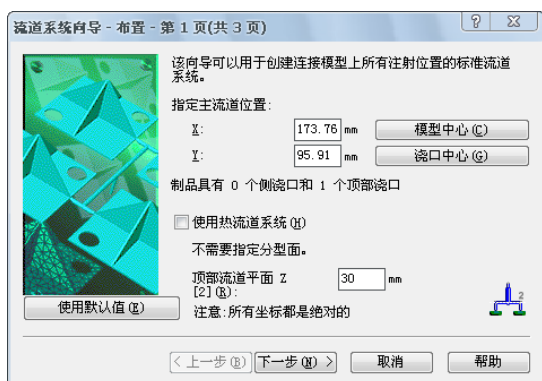 流道系统向导 - 布置 - 第 1 页(共 3 页)
该向导可以用于创建连接模型上所有注射位置的标准流道
系统。
指定主流道位置:
X: 173.76 mm 模型中心(C)
Y: 95.91 mm 浇口中心(G)
制品具有 0 个侧浇口和 1 个顶部浇口
使用热流道系统(H)
不需要指定分型面。
顶部流道平面 Z 30 mm
[2](R):
2
使用默认值(E)
注意:所有坐标都是绝对的
<上一步(B) 下一步(N) > 取消 帮助